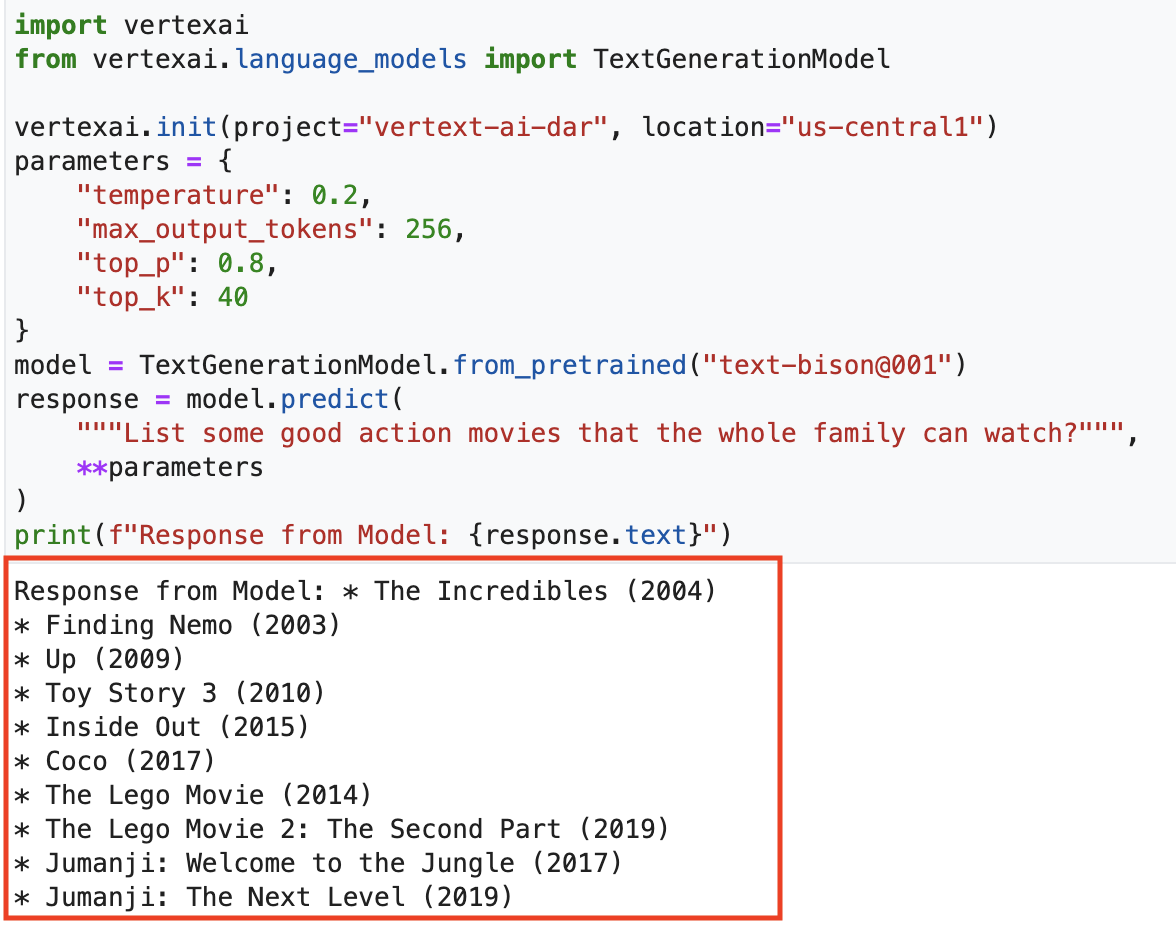 import vertexai
from vertexai.language_models import TextGenerationModel
vertexai.init(project="vertext-ai-dar", location="us-central1")
parameters = {
    "temperature": 0.2,
    "max_output_tokens": 256,
    "top_p": 0.8,
    "top_k": 40
}
model = TextGenerationModel.from_pretrained("text-bison@001")
response = model.predict(
    """List some good action movies that the whole family can watch?""",
    **parameters
)
print(f"Response from Model: {response.text}")
Response from Model: * The Incredibles (2004)
* Finding Nemo (2003)
* Up (2009)
* Toy Story 3 (2010)
* Inside Out (2015)
* Coco (2017)
* The Lego Movie (2014)
* The Lego Movie 2: The Second Part (2019)
* Jumanji: Welcome to the Jungle (2017)
* Jumanji: The Next Level (2019)